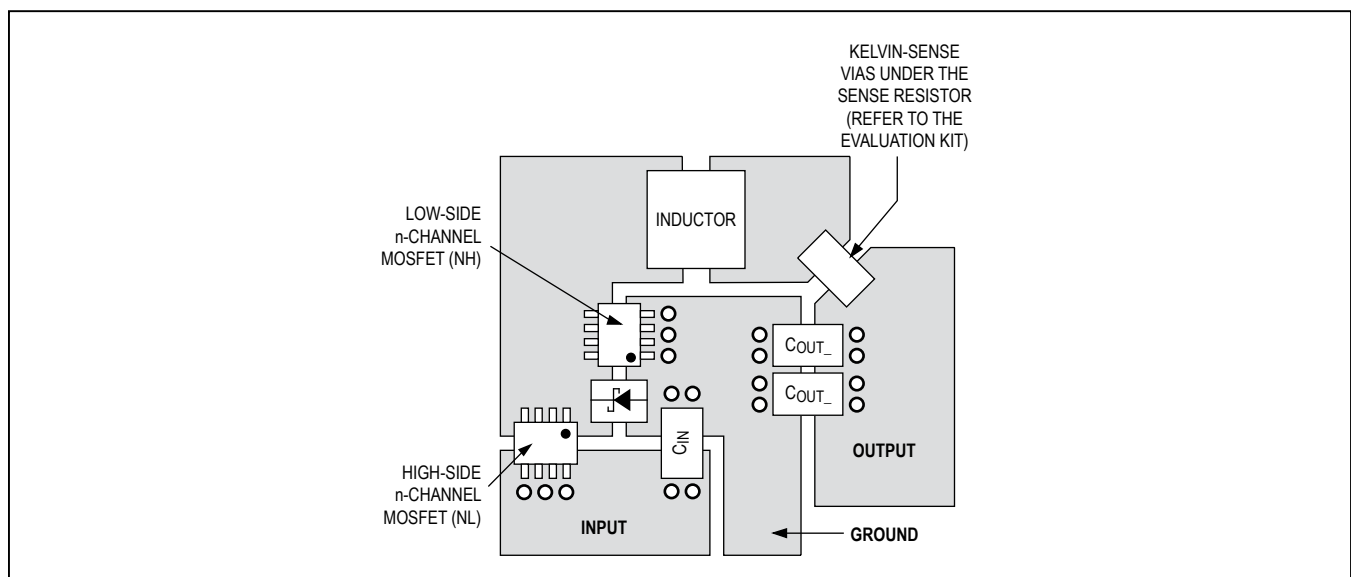 KELVIN-SENSE
VIAS UNDER THE
SENSE RESISTOR
(REFER TO THE
EVALUATION KIT)
INDUCTOR
LOW-SIDE
n-CHANNEL
MOSFET (NH)
COUT_
COUT_
CIN
OUTPUT
HIGH-SIDE
n-CHANNEL
MOSFET (NL)
INPUT
GROUND